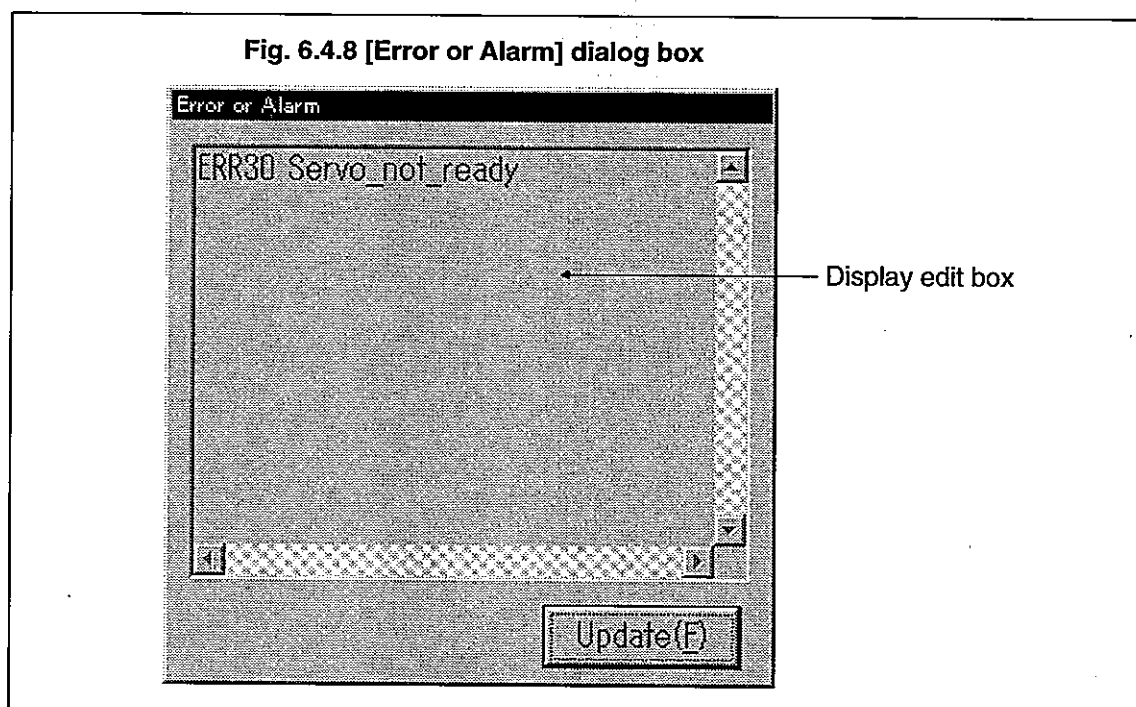 Fig. 6.4.8 [Error or Alarm] dialog box
Error or Alarm
ERR30 Servo_not_ready
Display edit box
Update(F)